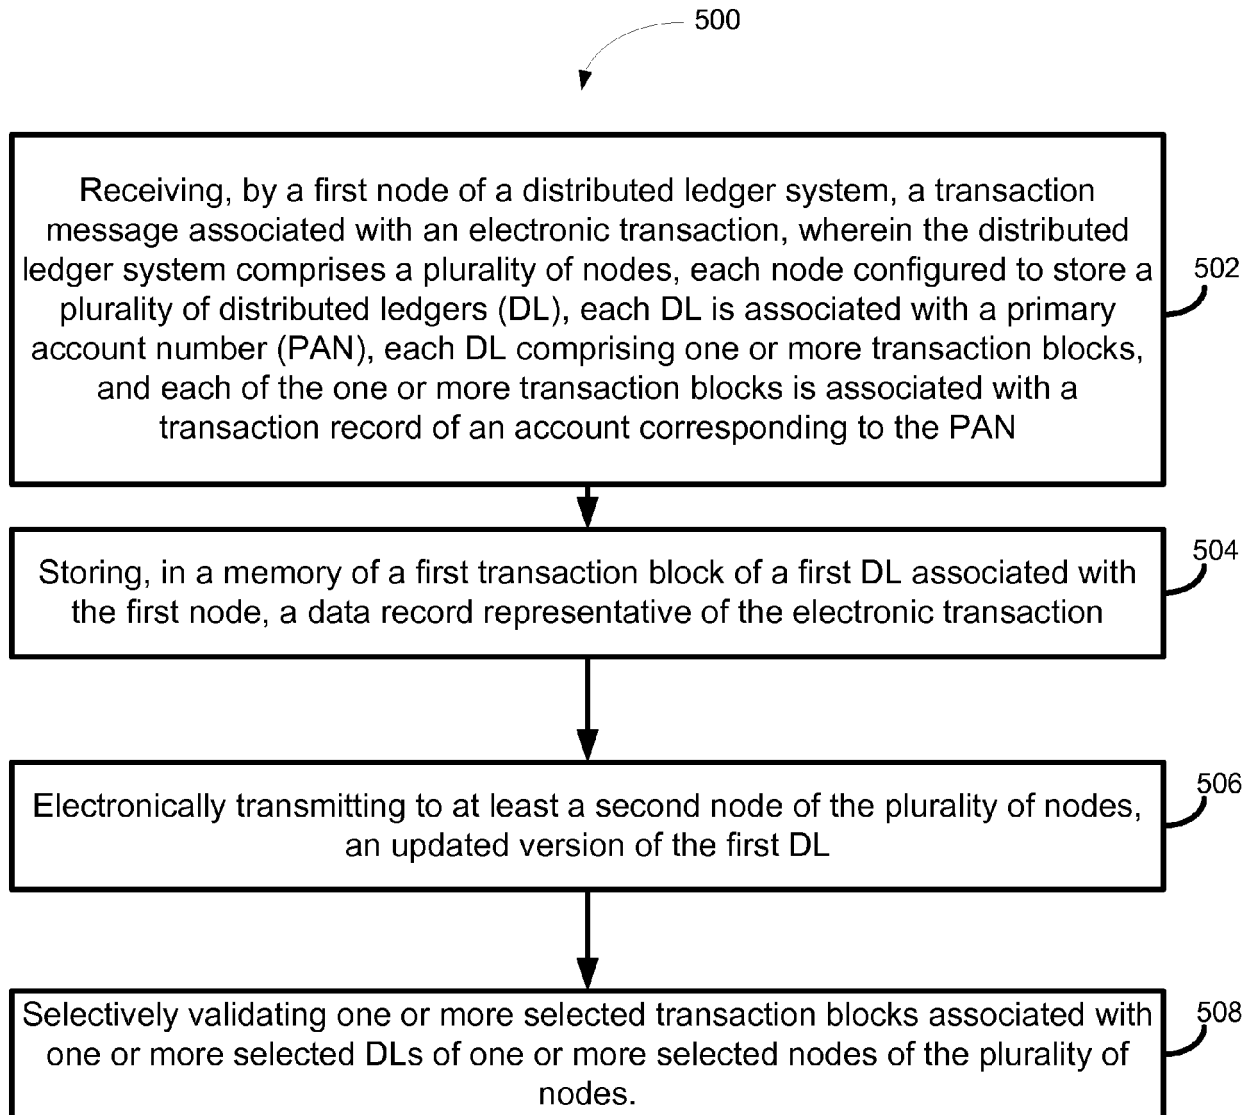 500
Receiving, by a first node of a distributed ledger system, a transaction
message associated with an electronic transaction, wherein the distributed
ledger system comprises a plurality of nodes, each node configured to store a
plurality of distributed ledgers (DL), each DL is associated with a primary
account number (PAN), each DL comprising one or more transaction blocks,
and each of the one or more transaction blocks is associated with a
transaction record of an account corresponding to the PAN
502
Storing, in a memory of a first transaction block of a first DL associated with
the first node, a data record representative of the electronic transaction
504
Electronically transmitting to at least a second node of the plurality of nodes,
an updated version of the first DL
506
Selectively validating one or more selected transaction blocks associated with
one or more selected DLs of one or more selected nodes of the plurality of
nodes.
508